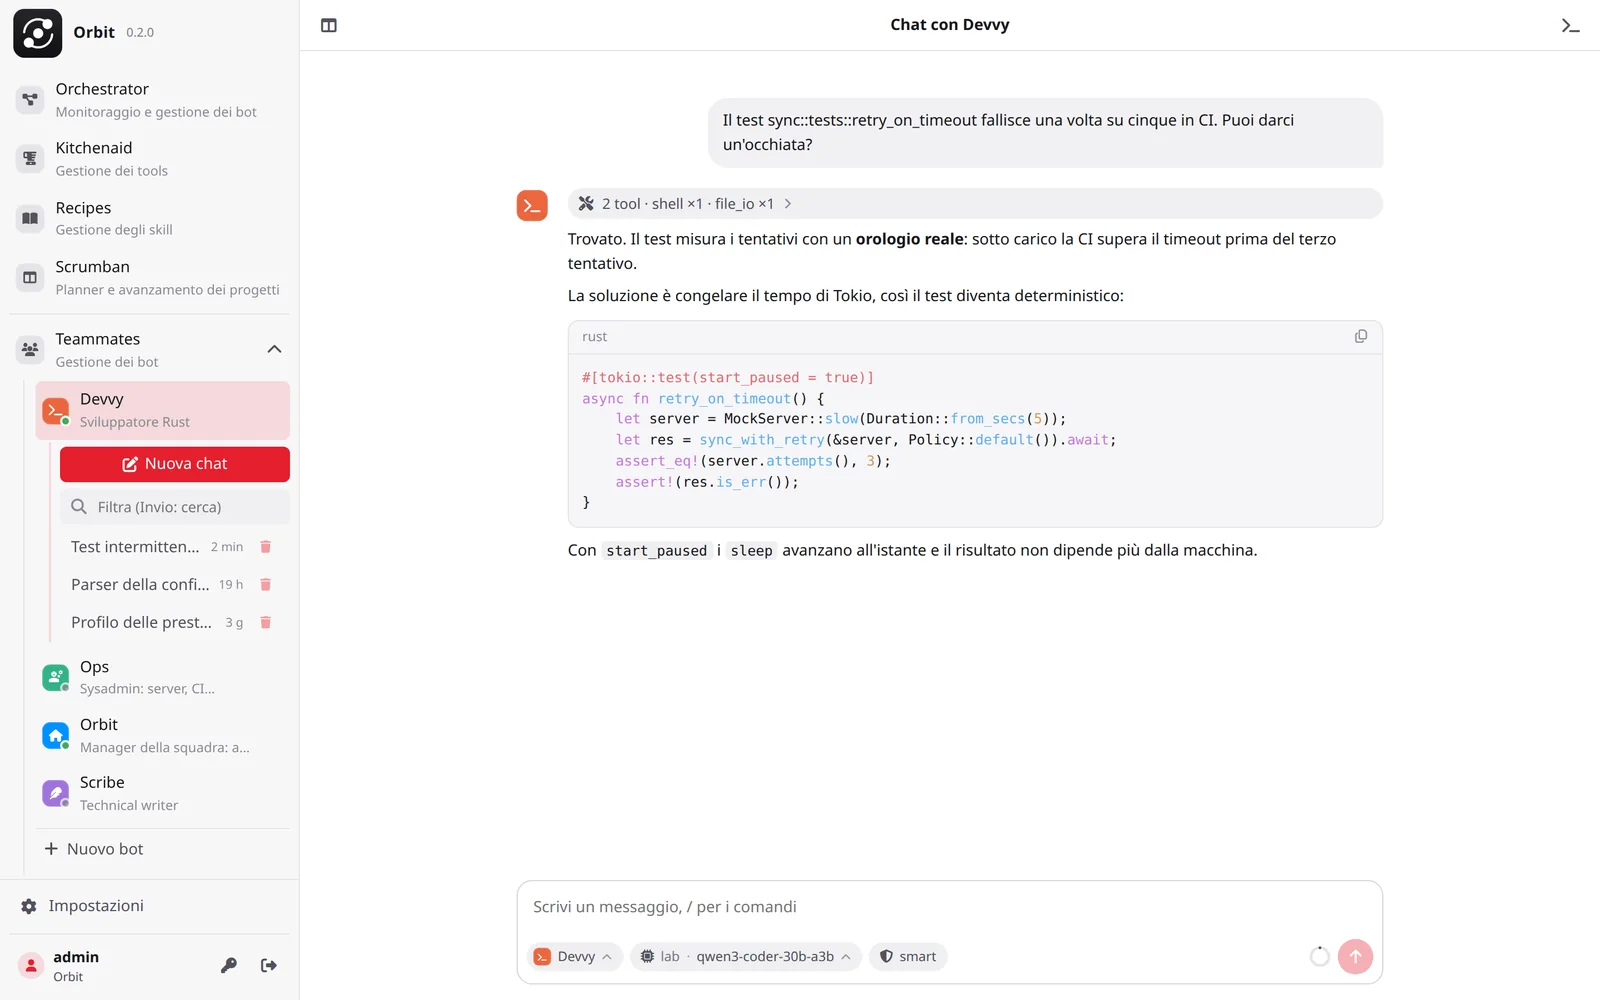 Orbit 0.2.0
Orchestrator
Monitoraggio e gestione dei bot
Kitchenaid
Gestione dei tools
Recipes
Gestione degli skill
Scrumban
Planner e avanzamento dei progetti
Teammates
Gestione dei bot
Devvy
Sviluppatore Rust
Nuova chat
Filtra (Invio: cerca)
Test intermitten... 2 min
Parser della confi... 19 h
Profilo delle prest... 3 g
Ops
Sysadmin: server, CI...
Orbit
Manager della squadra: a...
Scribe
Technical writer
+ Nuovo bot
Impostazioni
admin
Orbit
Chat con Devvy
Il test sync::tests::retry_on_timeout fallisce una volta su cinque in CI. Puoi darci
un'occhiata?
2 tool · shell ×1 · file_io ×1
Trovato. Il test misura i tentativi con un orologio reale: sotto carico la CI supera il timeout prima del terzo
tentativo.
La soluzione è congelare il tempo di Tokio, così il test diventa deterministico:
rust
#[tokio::test(start_paused = true)]
async fn retry_on_timeout() {
    let server = MockServer::slow(Duration::from_secs(5));
    let res = sync_with_retry(&server, Policy::default()).await;
    assert_eq!(server.attempts(), 3);
    assert!(res.is_err());
}
Con start_paused i sleep avanzano all'istante e il risultato non dipende più dalla macchina.
Scrivi un messaggio, / per i comandi
Devvy
lab · qwen3-coder-30b-a3b
smart